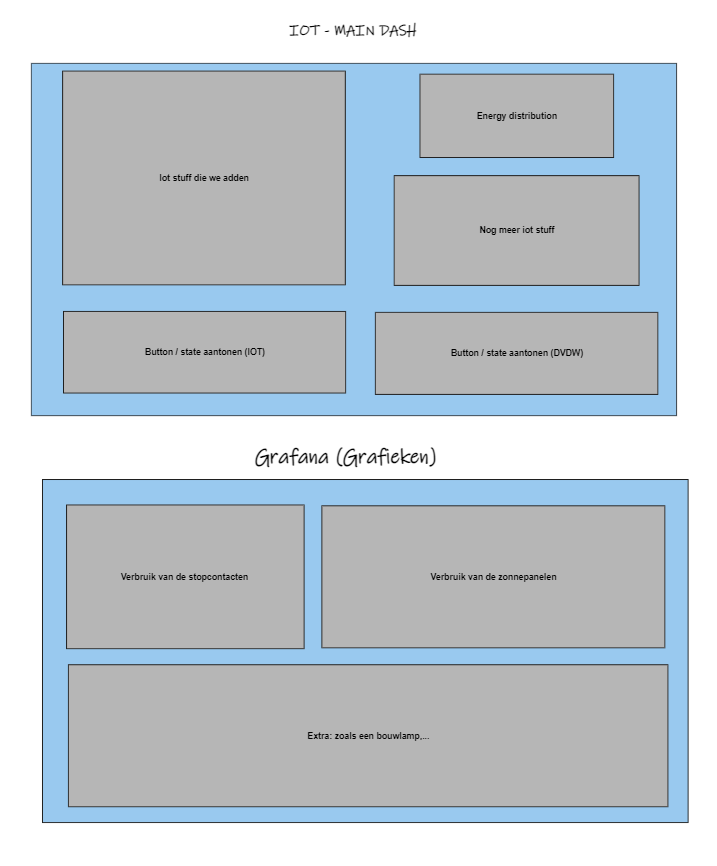 IOT - MAIN DASH
Iot stuff die we adden
Energy distribution
Nog meer iot stuff
Button / state aantonen (IOT)
Button / state aantonen (DVDW)
Grafana (Grafieken)
Verbruik van de stopcontacten
Verbruik van de zonnepanelen
Extra: zoals een bouwlamp,...